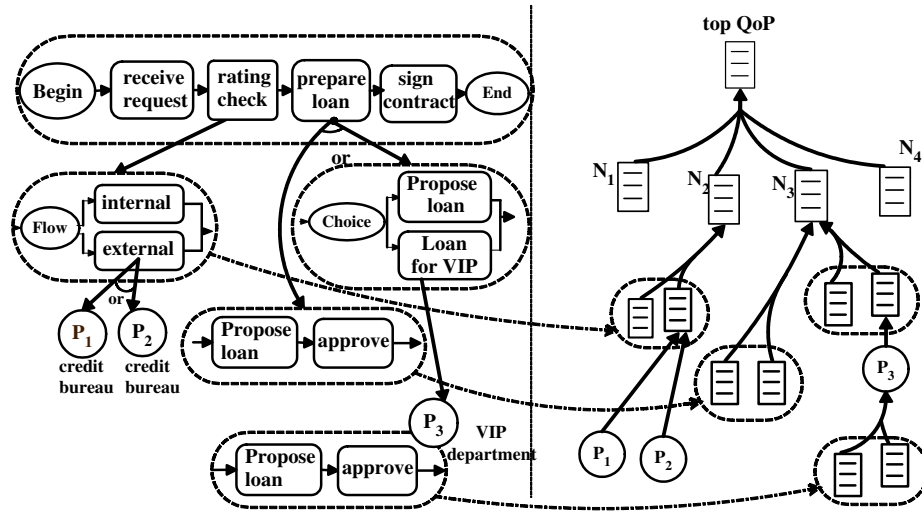 top QoP
Begin
receive
request
rating
check
prepare
loan
sign
contract
End
or
N1
N2
N3
N4
Flow
internal
external
Choice
Propose
loan
Loan
for VIP
or
P1
P2
credit
bureau
credit
bureau
Propose
loan
approve
P3
VIP
department
Propose
loan
approve
P1
P2
P3